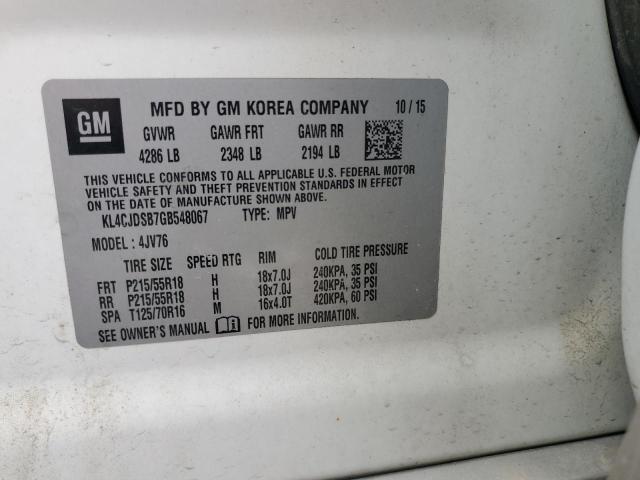 GM
MFD BY GM KOREA COMPANY 10 / 15
GVWR GAWR FRT GAWR RR
4286 LB 2348 LB 2194 LB
THIS VEHICLE CONFORMS TO ALL APPLICABLE U.S. FEDERAL MOTOR
VEHICLE SAFETY AND THEFT PREVENTION STANDARDS IN EFFECT
ON THE DATE OF MANUFACTURE SHOWN ABOVE.
KL4CJDSB7GB548067 TYPE: MPV
MODEL : 4JV76
TIRE SIZE SPEED RTG RIM COLD TIRE PRESSURE
FRT P215/55R18 H 18x7.0J 240KPA, 35 PSI
RR P215/55R18 H 18x7.0J 240KPA, 35 PSI
SPA T125/70R16 M 16x4.0T 420KPA, 60 PSI
SEE OWNER'S MANUAL FOR MORE INFORMATION.